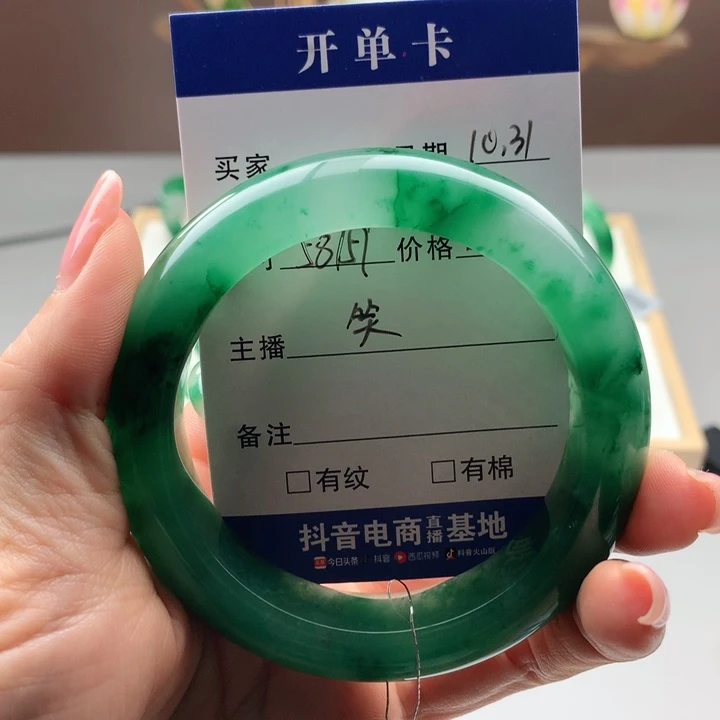 开单卡
买家 日期 10.31
58151 价格
主播 笑
备注
□有纹 □有棉
抖音电商直播基地
今日头条 抖音 西瓜视频 抖音火山版